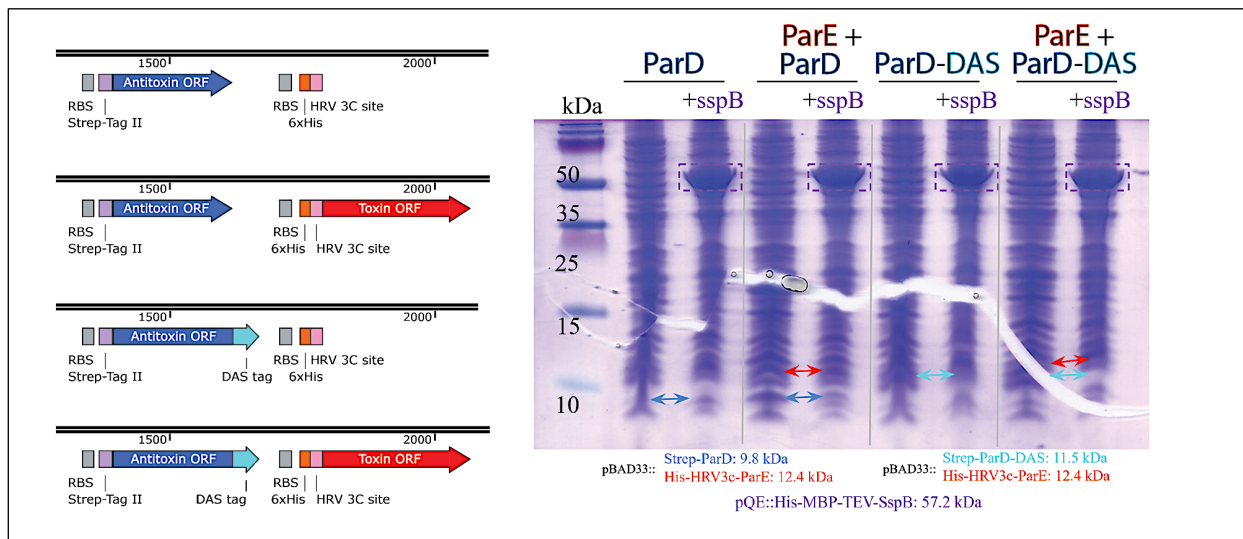 1500 2000
Antitoxin ORF
RBS RBS HRV 3C site
Strep-Tag II 6xHis
1500 2000
Antitoxin ORF Toxin ORF
RBS RBS
Strep-Tag II 6xHis HRV 3C site
1500 2000
Antitoxin ORF
RBS RBS HRV 3C site
Strep-Tag II DAS tag 6xHis
1500 2000
Antitoxin ORF Toxin ORF
RBS RBS
Strep-Tag II DAS tag 6xHis HRV 3C site
ParE + ParE +
ParD ParD ParD-DAS ParD-DAS
kDa +sspB +sspB +sspB +sspB
50
35
25
15
10
pBAD33:: Strep-ParD: 9.8 kDa
His-HRV3c-ParE: 12.4 kDa
pBAD33:: Strep-ParD-DAS: 11.5 kDa
His-HRV3c-ParE: 12.4 kDa
pQE::His-MBP-TEV-SspB: 57.2 kDa